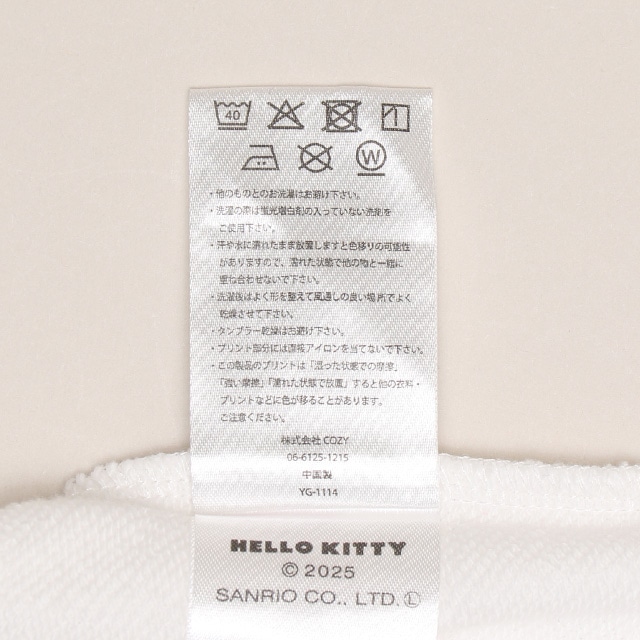 40
W
・他のものとのお洗濯はお避け下さい。
・洗濯の際は蛍光増白剤の入っていない洗剤を
ご使用下さい。
・汗や水に濡れたまま放置しますと色移りの可能性
がありますので、濡れた状態で他の物と一緒に
重ね合わせないで下さい。
・洗濯後はよく形を整えて風通しの良い場所でよく
乾燥させて下さい。
・タンブラー乾燥はお避け下さい。
・プリント部分には直接アイロンを当てないで下さい。
・この製品のプリントは「湿った状態での摩擦」
「強い摩擦」「濡れた状態で放置」すると他の衣料・
プリントなどに色が移ることがあります。
ご注意ください。
株式会社 COZY
06-6125-1215
中国製
YG-1114
HELLO KITTY
© 2025
SANRIO CO., LTD. Ⓛ